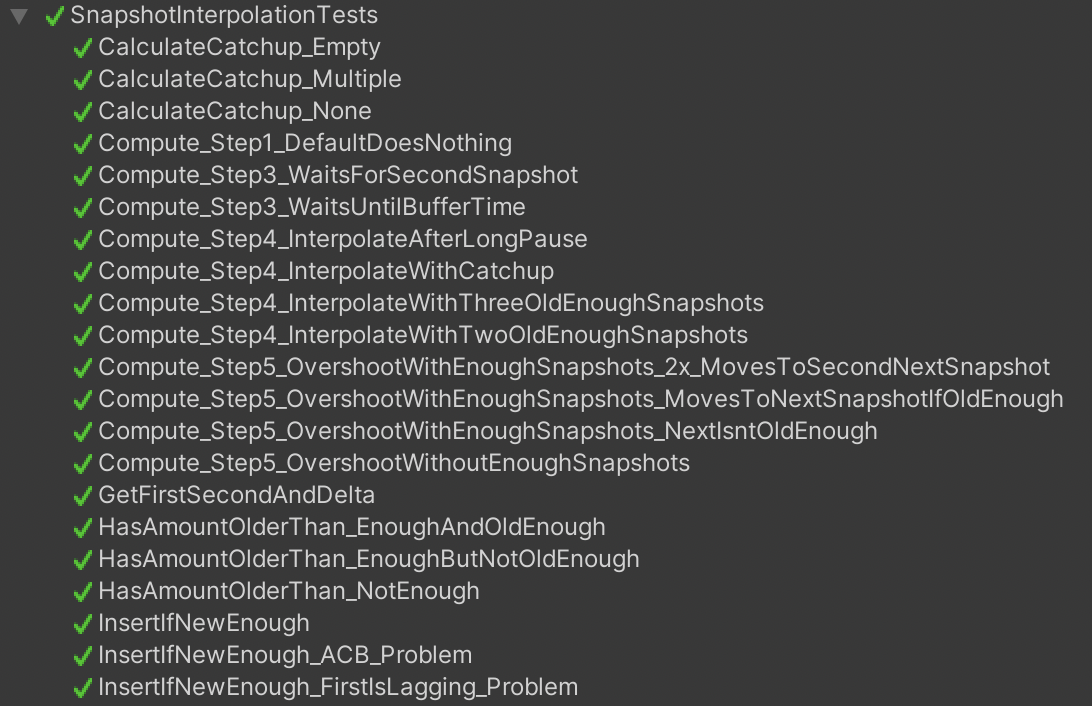 SnapshotInterpolationTests
CalculateCatchup_Empty
CalculateCatchup_Multiple
CalculateCatchup_None
Compute_Step1_DefaultDoesNothing
Compute_Step3_WaitsForSecondSnapshot
Compute_Step3_WaitsUntilBufferTime
Compute_Step4_InterpolateAfterLongPause
Compute_Step4_InterpolateWithCatchup
Compute_Step4_InterpolateWithThreeOldEnoughSnapshots
Compute_Step4_InterpolateWithTwoOldEnoughSnapshots
Compute_Step5_OvershootWithEnoughSnapshots_2x_MovesToSecondNextSnapshot
Compute_Step5_OvershootWithEnoughSnapshots_MovesToNextSnapshotIfOldEnough
Compute_Step5_OvershootWithEnoughSnapshots_NextIsntOldEnough
Compute_Step5_OvershootWithoutEnoughSnapshots
GetFirstSecondAndDelta
HasAmountOlderThan_EnoughAndOldEnough
HasAmountOlderThan_EnoughButNotOldEnough
HasAmountOlderThan_NotEnough
InsertIfNewEnough
InsertIfNewEnough_ACB_Problem
InsertIfNewEnough_FirstIsLagging_Problem